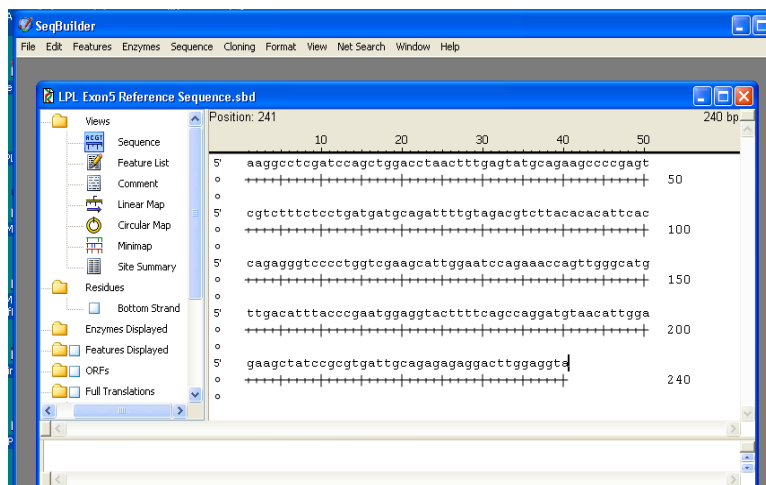 SeqBuilder
File Edit Features Enzymes Sequence Cloning Format View Net Search Window Help
LPL Exon5 Reference Sequence.sbd
Views
Sequence
Feature List
Comment
Linear Map
Circular Map
Minimap
Site Summary
Residues
Bottom Strand
Enzymes Displayed
Features Displayed
ORFs
Full Translations
Position: 241 240 bp
10 20 30 40 50
5' aaggcctcgatccagctggacctaactttgagtatgcagaagccccgagt
50
5' cgtctttctcctgatgatgcagattttgtagacgtcttacacacattcac
100
5' cagagggtcccctggtcgaagcattggaatccagaaaccagttgggcatg
150
5' ttgacatttacccgaatggaggtacttttcagccaggatgtaacattgga
200
5' gaagctatccgcgtgattgcagagagaggacttggaggta
240